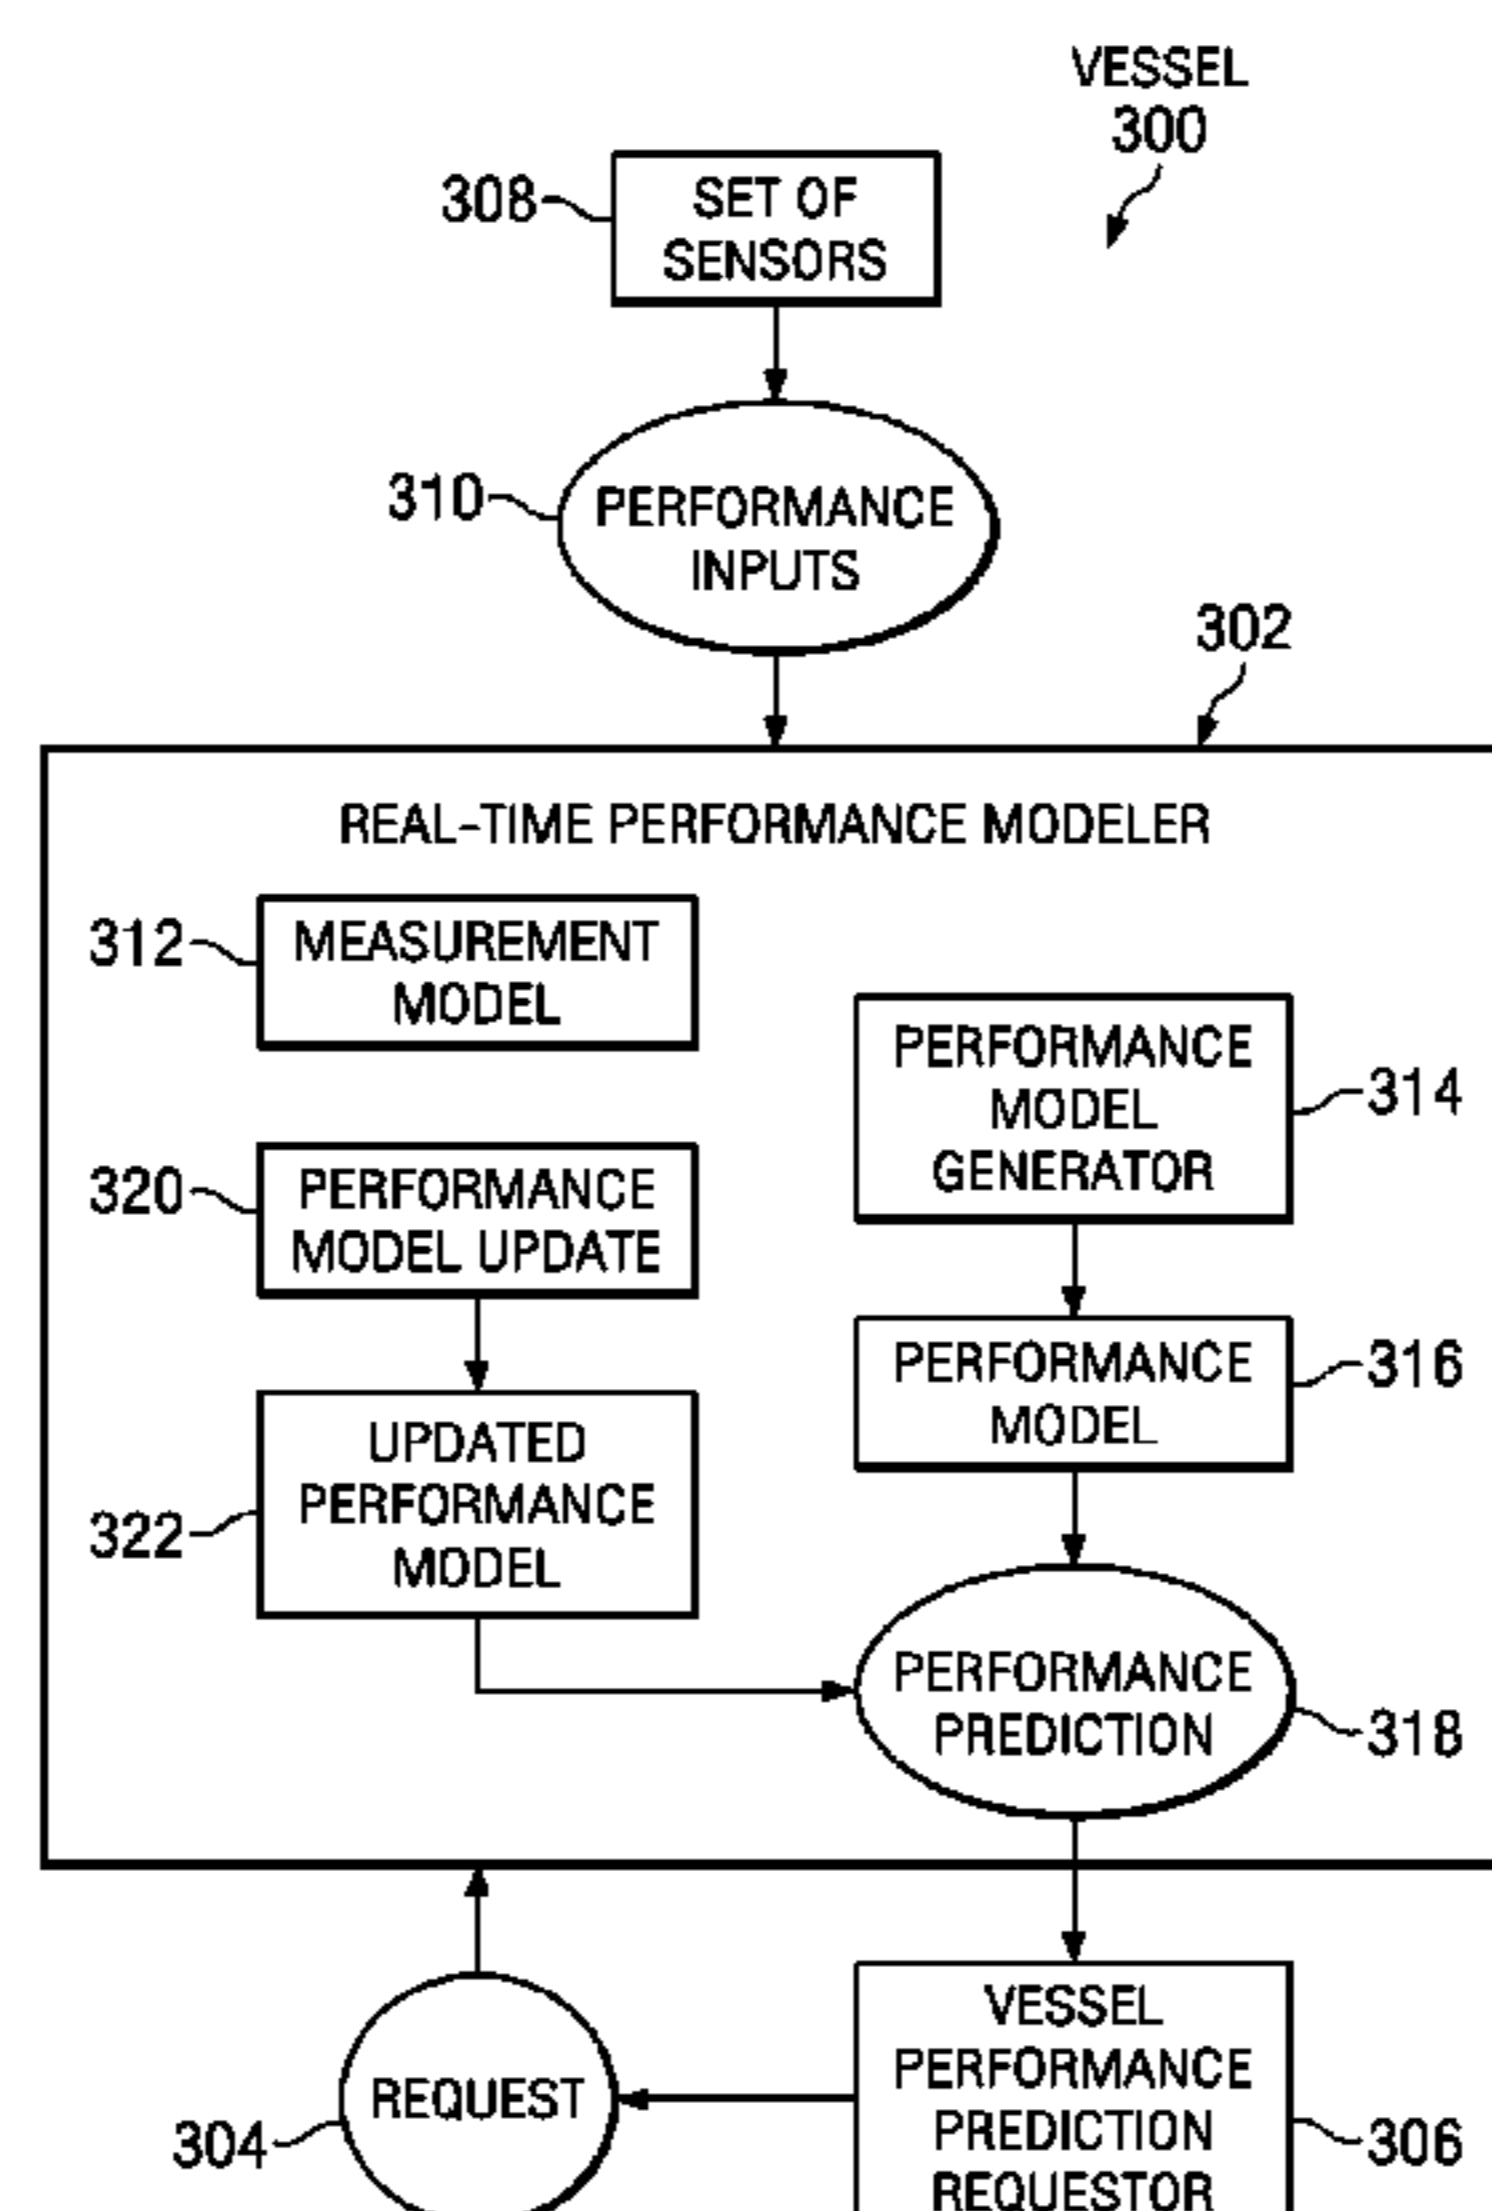 VESSEL
300
308
SET OF
SENSORS
310
PERFORMANCE
INPUTS
302
REAL-TIME PERFORMANCE MODELER
312
MEASUREMENT
MODEL
PERFORMANCE
MODEL
GENERATOR
314
320
PERFORMANCE
MODEL UPDATE
PERFORMANCE
MODEL
316
322
UPDATED
PERFORMANCE
MODEL
PERFORMANCE
PREDICTION
318
304
REQUEST
VESSEL
PERFORMANCE
PREDICTION
REQUESTOR
306